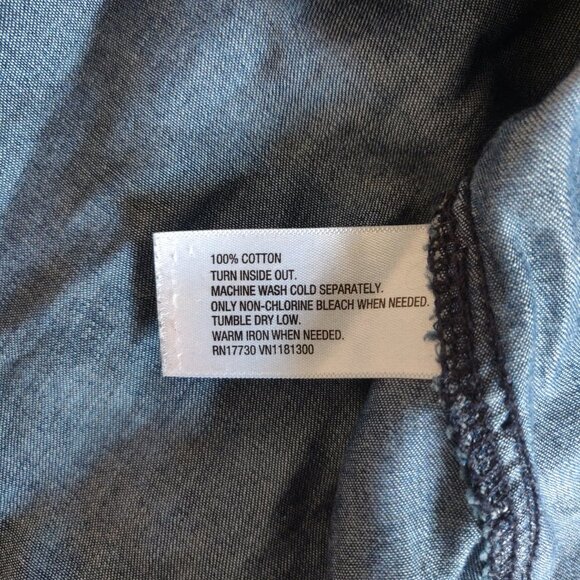 100% COTTON
TURN INSIDE OUT.
MACHINE WASH COLD SEPARATELY.
ONLY NON-CHLORINE BLEACH WHEN NEEDED.
TUMBLE DRY LOW.
WARM IRON WHEN NEEDED.
RN17730 VN1181300